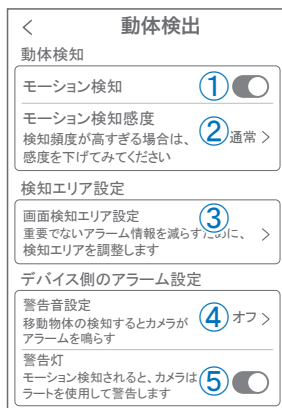 < 動体検出
動体検知
モーション検知 ①
モーション検知感度
検知頻度が高すぎる場合は、
感度を下げてみてください
② 通常 >
検知エリア設定
画面検知エリア設定 ③
重要でないアラーム情報を減らすために、
検知エリアを調整します >
デバイス側のアラーム設定
警告音設定
移動物体の検知するとカメラが
アラームを鳴らす
④ オフ >
警告灯
モーション検知されると、カメラは
ラートを使用して警告します ⑤